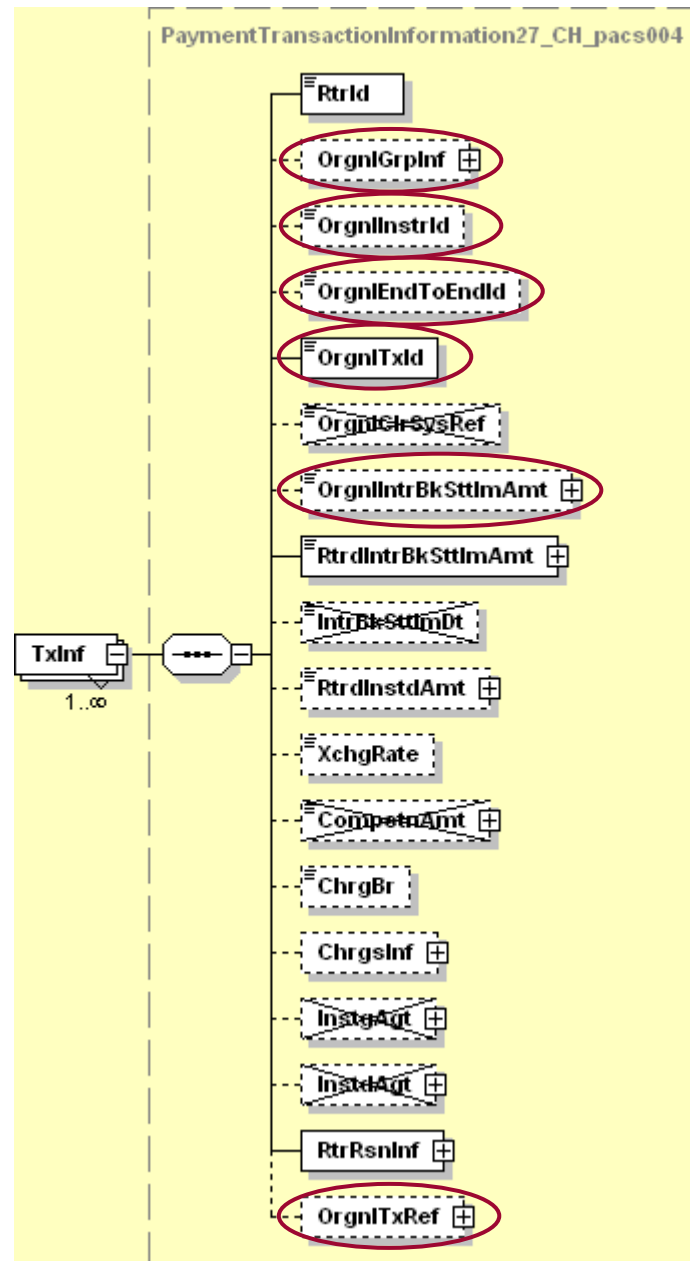 PaymentTransactionInformation27_CH_pacs004
RtrId
OrgnlGrpInf
OrgnlInstrId
OrgnlEndToEndId
OrgnlTxId
OrgnlClrSysRef
OrgnlIntrBkSttlmAmt
RtrdIntrBkSttlmAmt
IntrBkSttlmDt
TxInf
1..∞
RtrdInstdAmt
XchgRate
CompstnAmt
ChrgBr
ChrgsInf
InstgAgt
InstdAgt
RtrRsnInf
OrgnlTxRef